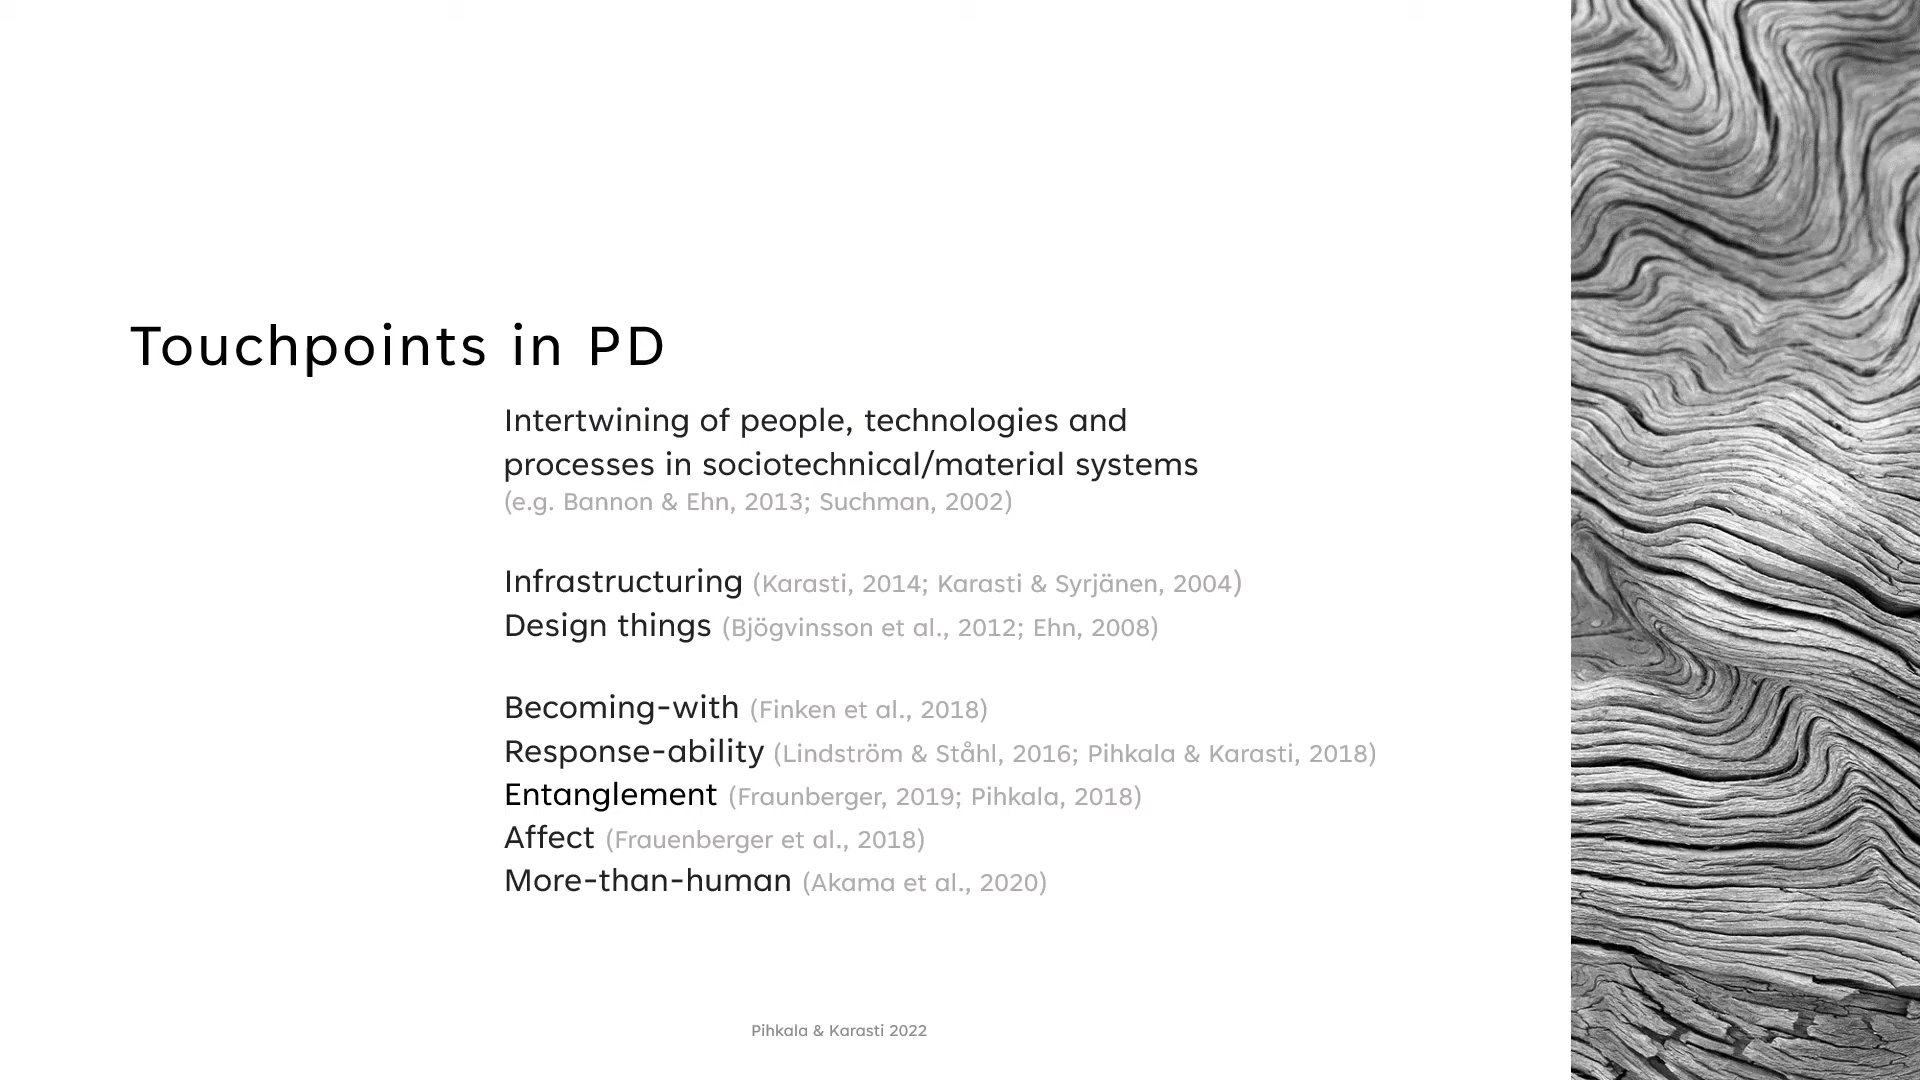 Touchpoints in PD
Intertwining of people, technologies and
processes in sociotechnical/material systems
(e.g. Bannon & Ehn, 2013; Suchman, 2002)
Infrastructuring (Karasti, 2014; Karasti & Syrjänen, 2004)
Design things (Bjögvinsson et al., 2012; Ehn, 2008)
Becoming-with (Finken et al., 2018)
Response-ability (Lindström & Ståhl, 2016; Pihkala & Karasti, 2018)
Entanglement (Fraunberger, 2019; Pihkala, 2018)
Affect (Frauenberger et al., 2018)
More-than-human (Akama et al., 2020)
Pihkala & Karasti 2022